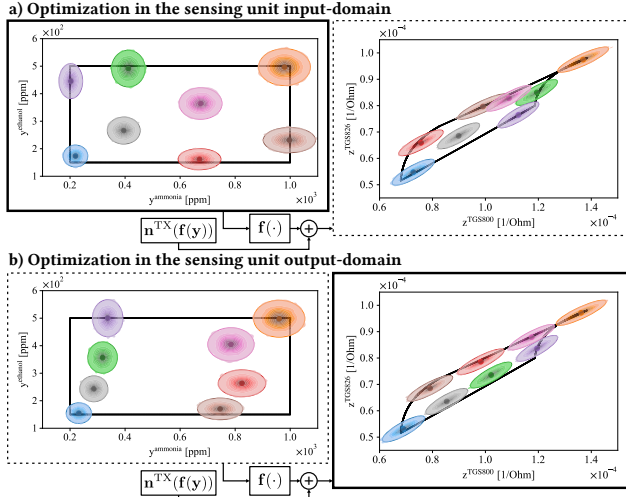 a) Optimization in the sensing unit input-domain
×10²
6
5
4
3
2
1
yᵉᵗʰᵃⁿᵒˡ [ppm]
0.2 0.4 0.6 0.8 1.0
yᵃᵐᵐᵒⁿⁱᵃ [ppm]
×10³
×10⁻⁴
1.0
0.9
0.8
0.7
0.6
0.5
z^TGS826 [1/Ohm]
0.6 0.8 1.0 1.2 1.4
z^TGS800 [1/Ohm]
×10⁻⁴
n^TX(f(y))
f(·)
+
b) Optimization in the sensing unit output-domain
×10²
6
5
4
3
2
1
yᵉᵗʰᵃⁿᵒˡ [ppm]
0.2 0.4 0.6 0.8 1.0
yᵃᵐᵐᵒⁿⁱᵃ [ppm]
×10³
×10⁻⁴
1.0
0.9
0.8
0.7
0.6
0.5
z^TGS826 [1/Ohm]
0.6 0.8 1.0 1.2 1.4
z^TGS800 [1/Ohm]
×10⁻⁴
n^TX(f(y))
f(·)
+